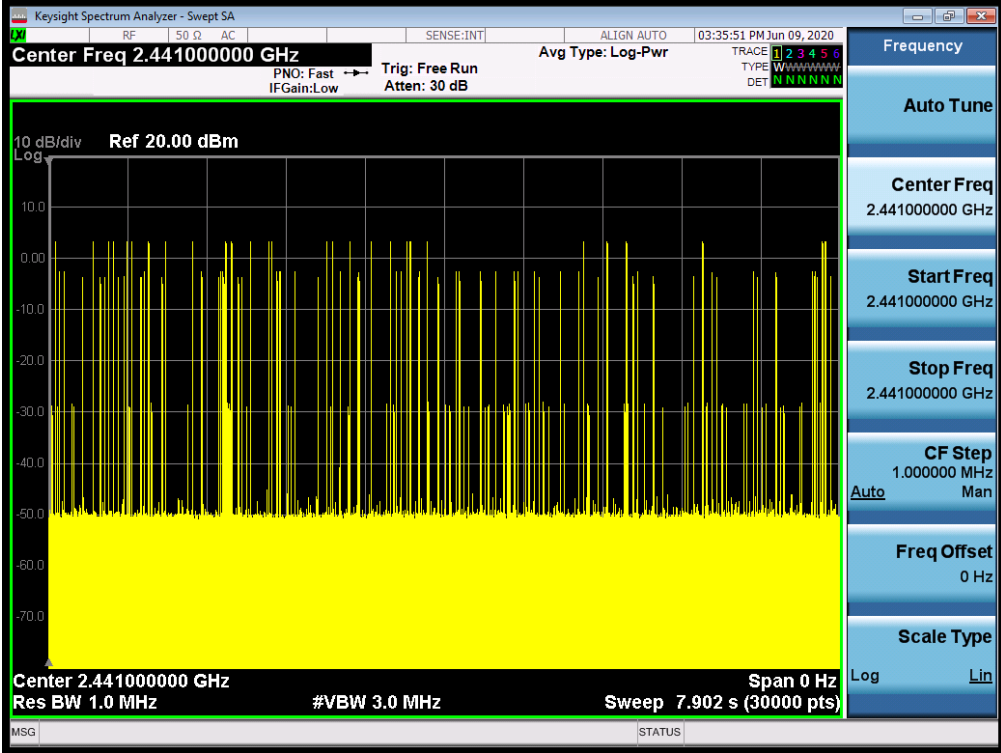 Keysight Spectrum Analyzer - Swept SA
LXI RF 50 Ω AC SENSE:INT ALIGN AUTO 03:35:51 PM Jun 09, 2020
Center Freq 2.441000000 GHz
PNO: Fast
IFGain:Low
Trig: Free Run
Atten: 30 dB
Avg Type: Log-Pwr
TRACE 1 2 3 4 5 6
TYPE WWWWWW
DET N N N N N N
10 dB/div
Log
Ref 20.00 dBm
10.0
0.00
-10.0
-20.0
-30.0
-40.0
-50.0
-60.0
-70.0
Center 2.441000000 GHz
Span 0 Hz
Res BW 1.0 MHz
#VBW 3.0 MHz
Sweep 7.902 s (30000 pts)
MSG
STATUS
Frequency
Auto Tune
Center Freq
2.441000000 GHz
Start Freq
2.441000000 GHz
Stop Freq
2.441000000 GHz
CF Step
1.000000 MHz
Auto Man
Freq Offset
0 Hz
Scale Type
Log Lin